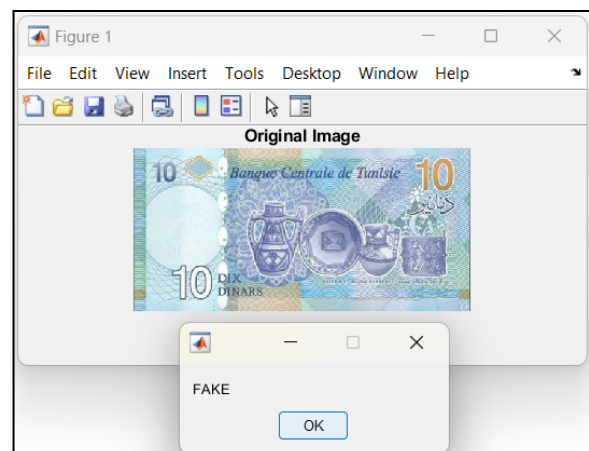 Figure 1
File Edit View Insert Tools Desktop Window Help
Original Image
10 Banque Centrale de Tunisie 10
دنانير
10 DIX
DINARS
FAKE
OK